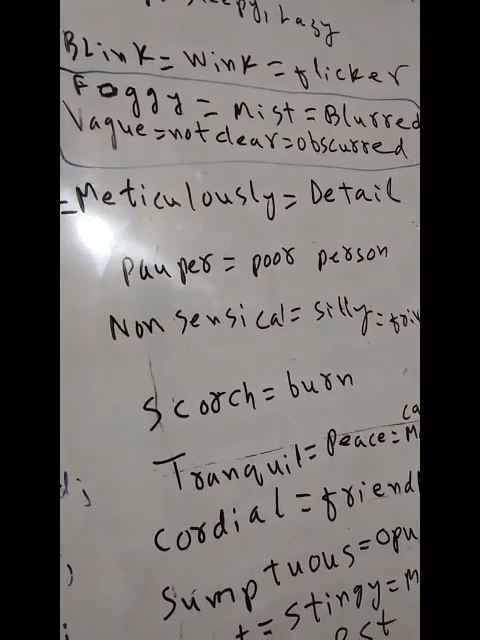 Lazy
BLink = Wink = flicker
Foggy = Mist = Blurred
Vague = not clear = obscurred
= Meticulously = Detail
pauper = poor person
Non sensical = silly =
Scorch = burn
Tranquil = Peace =
cordial = friend
sumptuous = opu
= stingy =